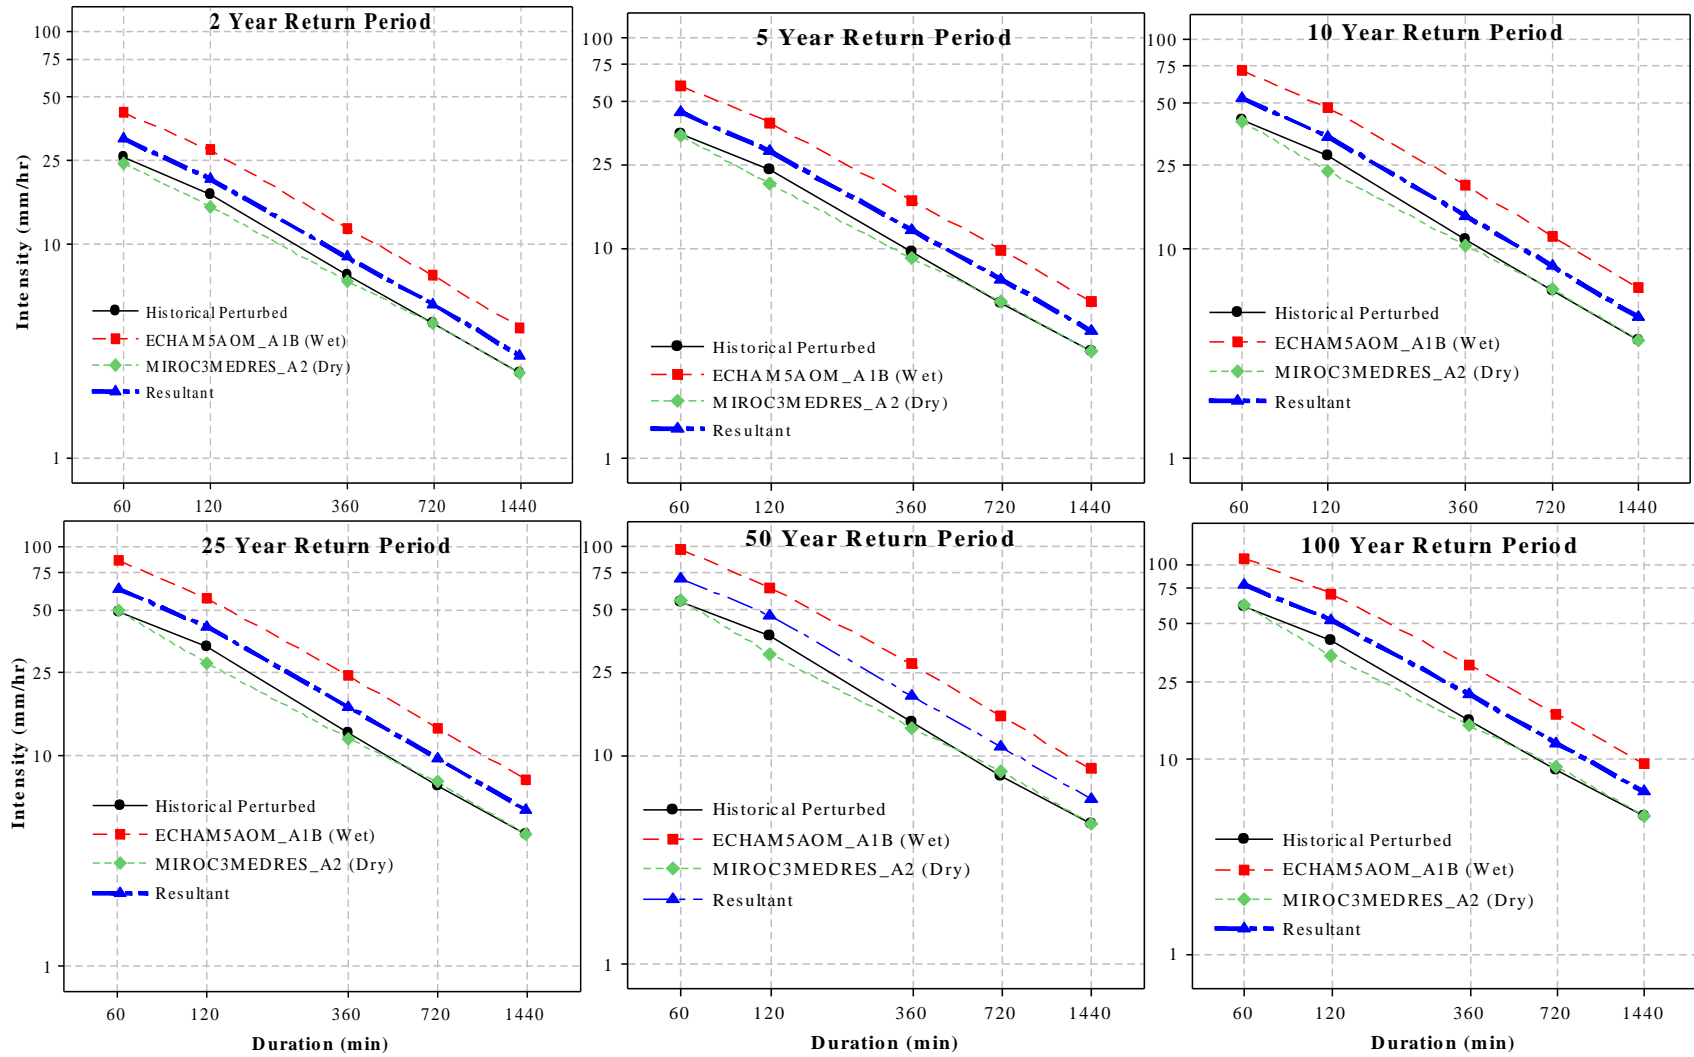 2 Year Return Period
100
75
50
25
10
1
Intensity (mm/hr)
Historical Perturbed
ECHAM5AOM_A1B (Wet)
MIROC3MEDRES_A2 (Dry)
Resultant
60 120 360 720 1440
5 Year Return Period
100
75
50
25
10
1
Historical Perturbed
ECHAM5AOM_A1B (Wet)
MIROC3MEDRES_A2 (Dry)
Resultant
60 120 360 720 1440
10 Year Return Period
100
75
50
25
10
1
Historical Perturbed
ECHAM5AOM_A1B (Wet)
MIROC3MEDRES_A2 (Dry)
Resultant
60 120 360 720 1440
25 Year Return Period
100
75
50
25
10
1
Intensity (mm/hr)
Historical Perturbed
ECHAM5AOM_A1B (Wet)
MIROC3MEDRES_A2 (Dry)
Resultant
60 120 360 720 1440
Duration (min)
50 Year Return Period
100
75
50
25
10
1
Historical Perturbed
ECHAM5AOM_A1B (Wet)
MIROC3MEDRES_A2 (Dry)
Resultant
60 120 360 720 1440
Duration (min)
100 Year Return Period
100
75
50
25
10
1
Historical Perturbed
ECHAM5AOM_A1B (Wet)
MIROC3MEDRES_A2 (Dry)
Resultant
60 120 360 720 1440
Duration (min)